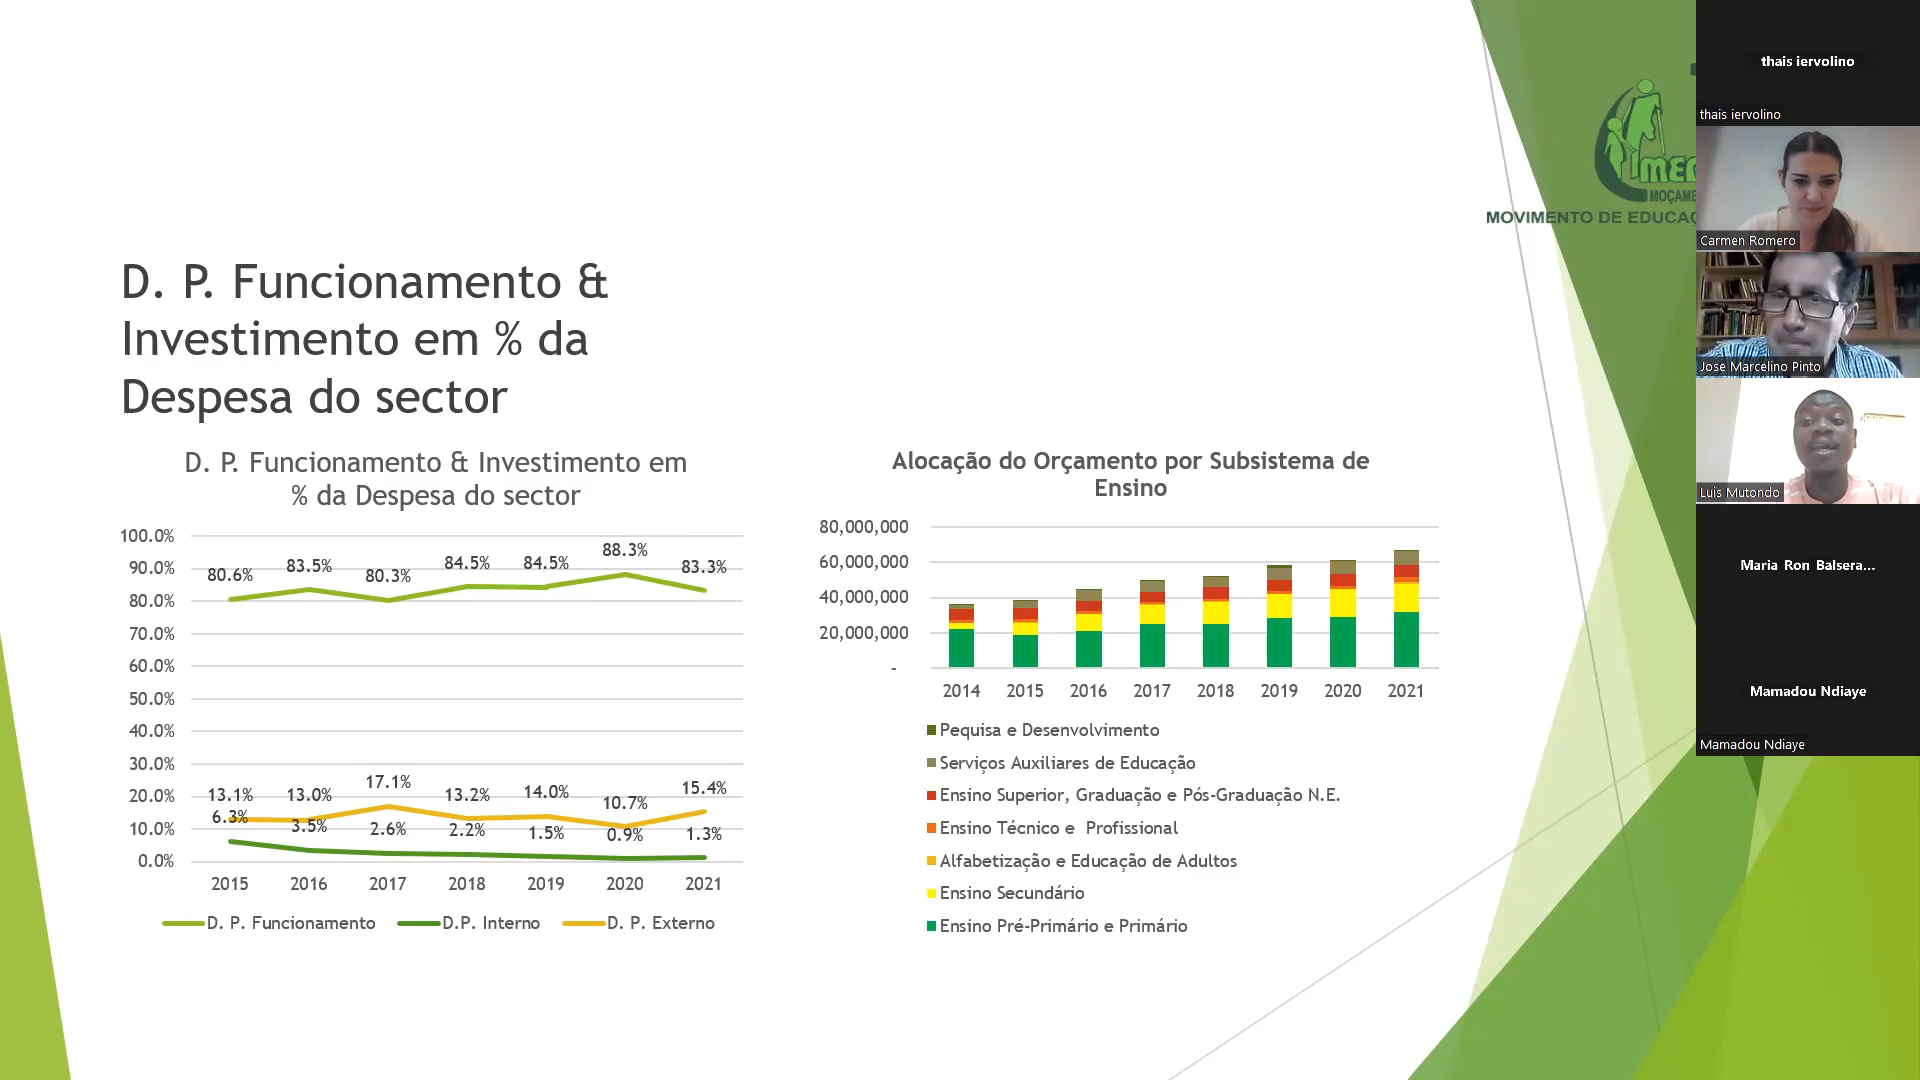 D. P. Funcionamento &
Investimento em % da
Despesa do sector
D. P. Funcionamento & Investimento em
% da Despesa do sector
100.0%
90.0%
80.0%
70.0%
60.0%
50.0%
40.0%
30.0%
20.0%
10.0%
0.0%
80.6%
83.5%
80.3%
84.5%
84.5%
88.3%
83.3%
13.1%
13.0%
17.1%
13.2%
14.0%
10.7%
15.4%
6.3%
3.5%
2.6%
2.2%
1.5%
0.9%
1.3%
2015 2016 2017 2018 2019 2020 2021
D. P. Funcionamento D.P. Interno D. P. Externo
Alocação do Orçamento por Subsistema de
Ensino
80,000,000
60,000,000
40,000,000
20,000,000
-
2014 2015 2016 2017 2018 2019 2020 2021
Pequisa e Desenvolvimento
Serviços Auxiliares de Educação
Ensino Superior, Graduação e Pós-Graduação N.E.
Ensino Técnico e Profissional
Alfabetização e Educação de Adultos
Ensino Secundário
Ensino Pré-Primário e Primário
MOVIMENTO DE
thais iervolino
thais iervolino
Carmen Romero
Jose Marcelino Pinto
Luis Mutondo
Maria Ron Balsera...
Mamadou Ndiaye
Mamadou Ndiaye